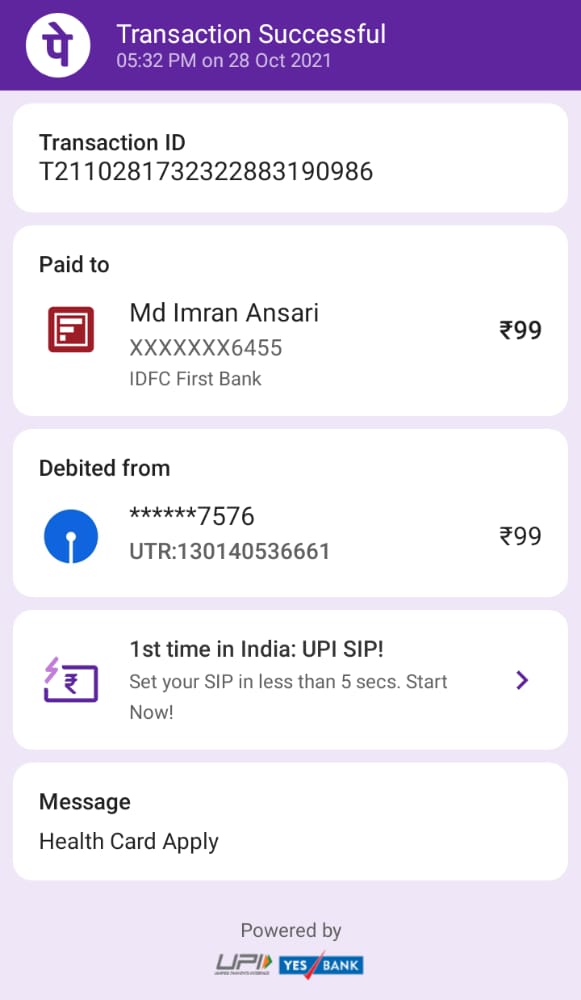 पे
Transaction Successful
05:32 PM on 28 Oct 2021
Transaction ID
T2110281732322883190986
Paid to
Md Imran Ansari
XXXXXXX6455
IDFC First Bank
₹99
Debited from
******7576
UTR:130140536661
₹99
1st time in India: UPI SIP!
Set your SIP in less than 5 secs. Start
Now!
Message
Health Card Apply
Powered by
UPI
YES BANK